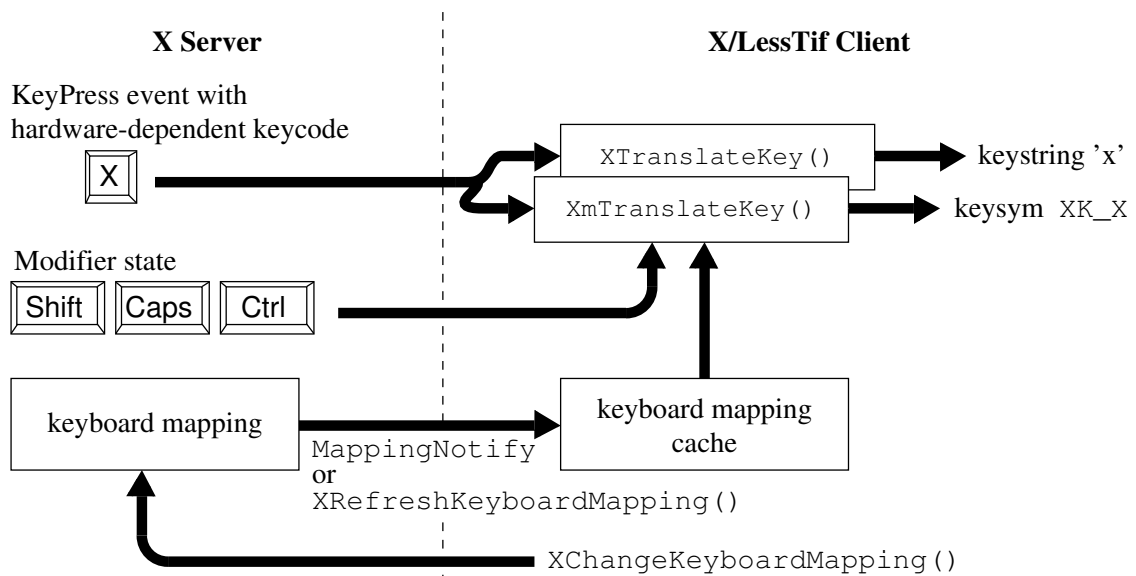 X Server
X/LessTif Client
KeyPress event with
hardware-dependent keycode
X
XTranslateKey()
keystring ’x’
XmTranslateKey()
keysym XK_X
Modifier state
Shift
Caps
Ctrl
keyboard mapping
keyboard mapping
cache
MappingNotify
or
XRefreshKeyboardMapping()
XChangeKeyboardMapping()